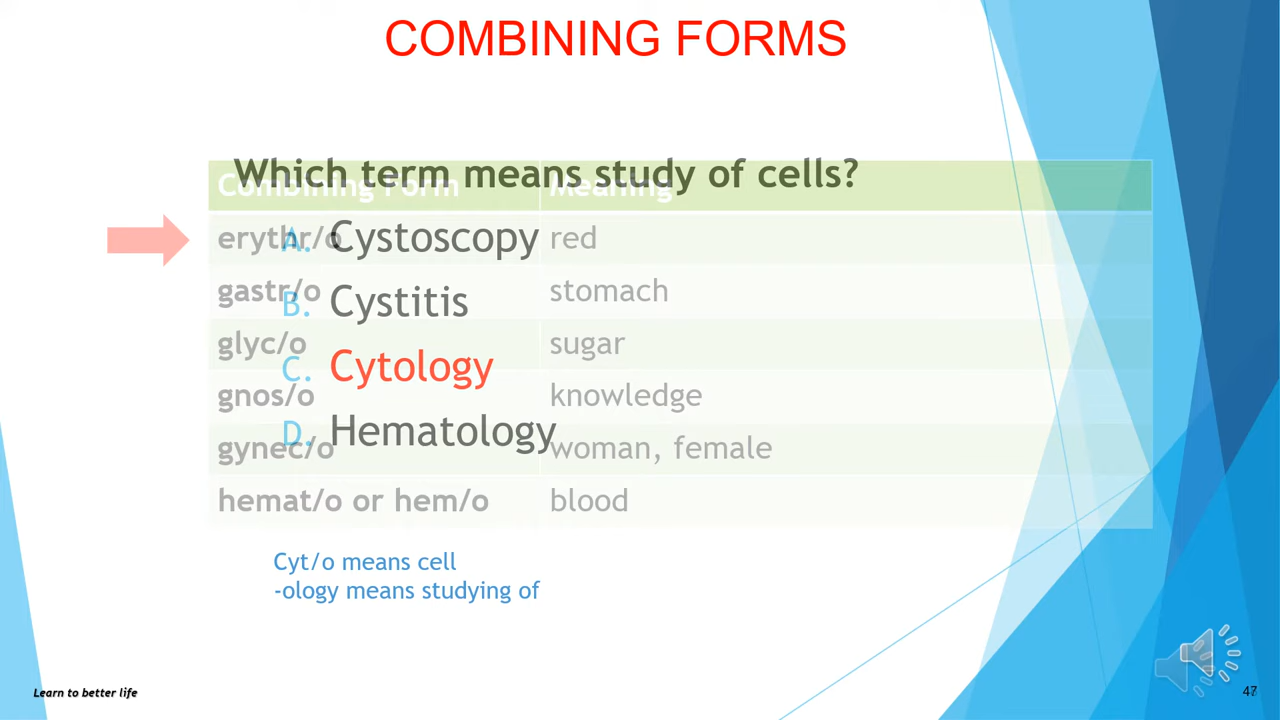 COMBINING FORMS
Which term means study of cells?
A. Cystoscopy
B. Cystitis
C. Cytology
D. Hematology
Combining Form Meaning
erythr/o red
gastr/o stomach
glyc/o sugar
gnos/o knowledge
gynec/o woman, female
hemat/o or hem/o blood
Cyt/o means cell
-ology means studying of
Learn to better life